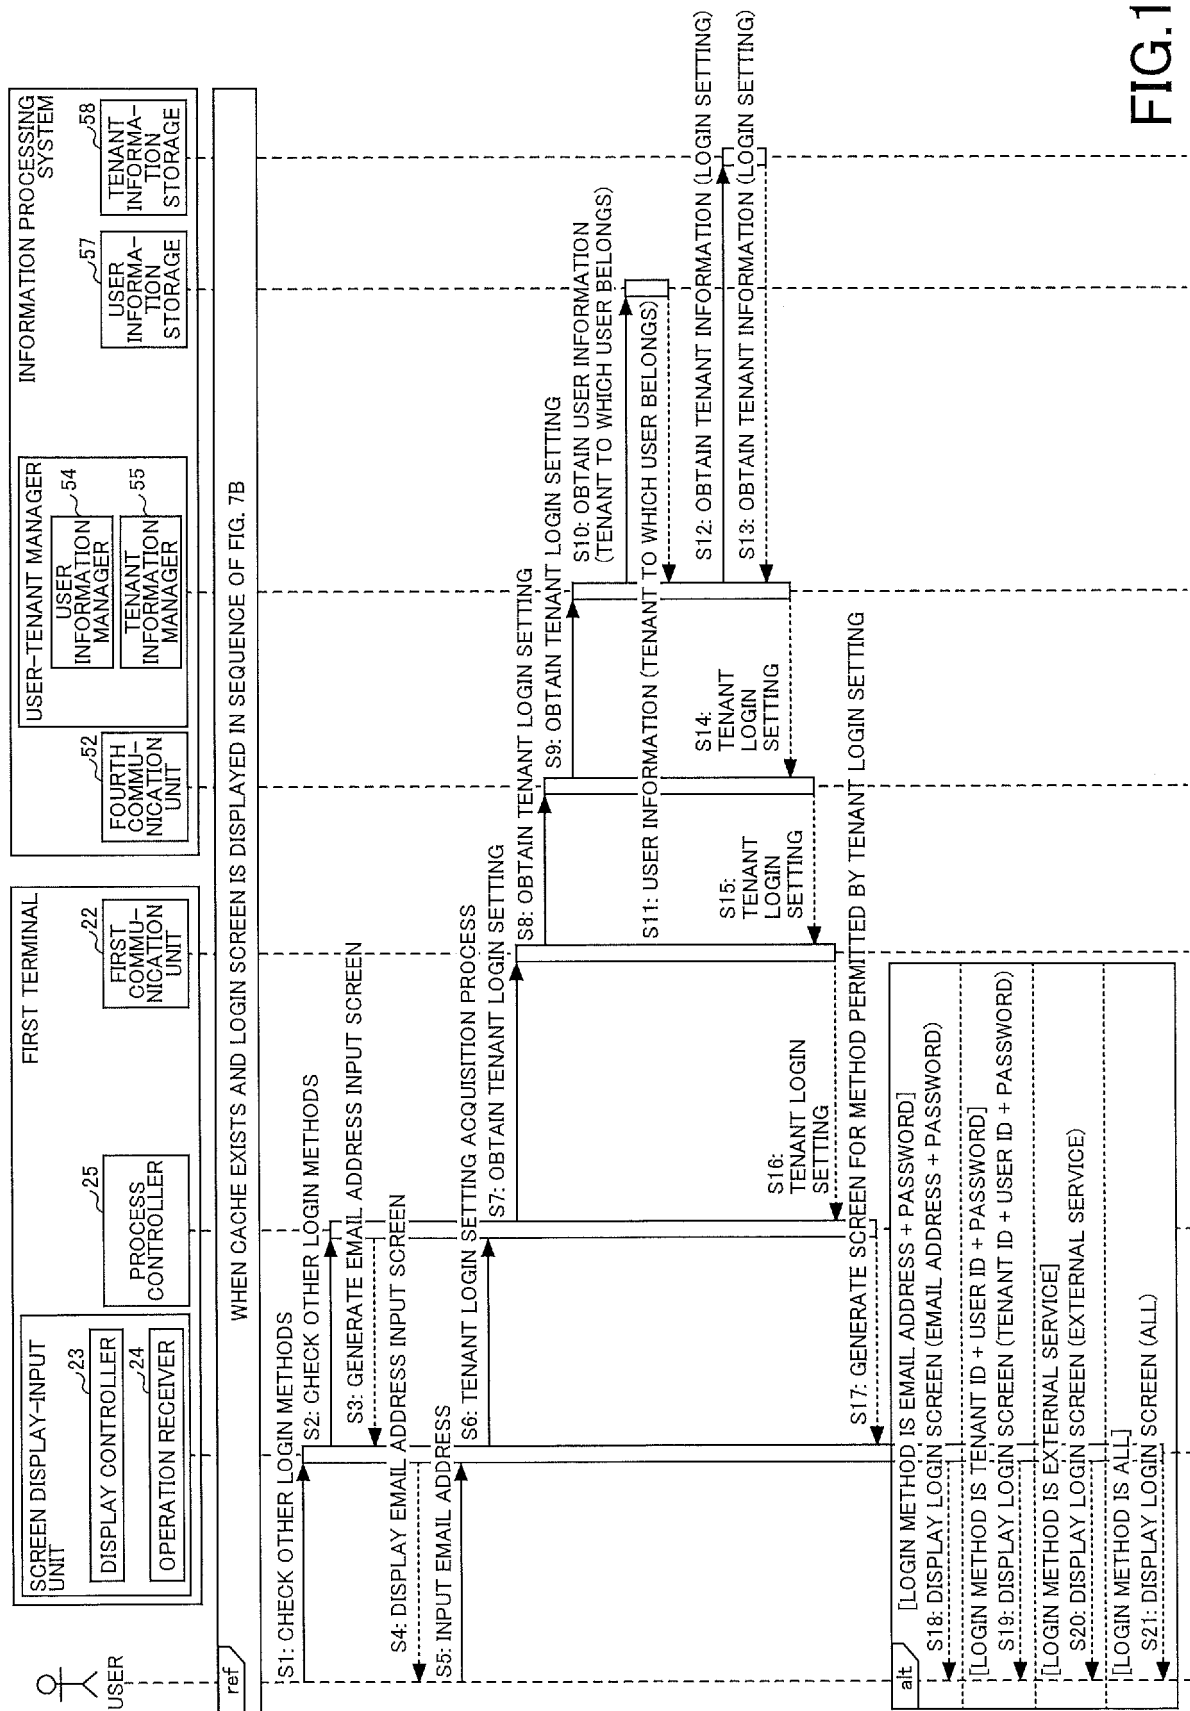 FIG.1
USER
FIRST TERMINAL
SCREEN DISPLAY-INPUT
UNIT
23
DISPLAY CONTROLLER
24
OPERATION RECEIVER
25
PROCESS
CONTROLLER
22
FIRST
COMMU-
NICATION
UNIT
INFORMATION PROCESSING
SYSTEM
52
FOURTH
COMMU-
NICATION
UNIT
USER-TENANT MANAGER
54
USER
INFORMATION
MANAGER
55
TENANT
INFORMATION
MANAGER
57
USER
INFORMA-
TION
STORAGE
58
TENANT
INFORMA-
TION
STORAGE
ref
WHEN CACHE EXISTS AND LOGIN SCREEN IS DISPLAYED IN SEQUENCE OF FIG. 7B
S1: CHECK OTHER LOGIN METHODS
S2: CHECK OTHER LOGIN METHODS
S3: GENERATE EMAIL ADDRESS INPUT SCREEN
S4: DISPLAY EMAIL ADDRESS INPUT SCREEN
S5: INPUT EMAIL ADDRESS
S6: TENANT LOGIN SETTING ACQUISITION PROCESS
S7: OBTAIN TENANT LOGIN SETTING
S8: OBTAIN TENANT LOGIN SETTING
S9: OBTAIN TENANT LOGIN SETTING
S10: OBTAIN USER INFORMATION
(TENANT TO WHICH USER BELONGS)
S11: USER INFORMATION (TENANT TO WHICH USER BELONGS)
S12: OBTAIN TENANT INFORMATION (LOGIN SETTING)
S13: OBTAIN TENANT INFORMATION (LOGIN SETTING)
S14:
TENANT
LOGIN
SETTING
S15:
TENANT
LOGIN
SETTING
S16:
TENANT LOGIN
SETTING
S17: GENERATE SCREEN FOR METHOD PERMITTED BY TENANT LOGIN SETTING
alt
[LOGIN METHOD IS EMAIL ADDRESS + PASSWORD]
S18: DISPLAY LOGIN SCREEN (EMAIL ADDRESS + PASSWORD)
[LOGIN METHOD IS TENANT ID + USER ID + PASSWORD]
S19: DISPLAY LOGIN SCREEN (TENANT ID + USER ID + PASSWORD)
[LOGIN METHOD IS EXTERNAL SERVICE]
S20: DISPLAY LOGIN SCREEN (EXTERNAL SERVICE)
[LOGIN METHOD IS ALL]
S21: DISPLAY LOGIN SCREEN (ALL)